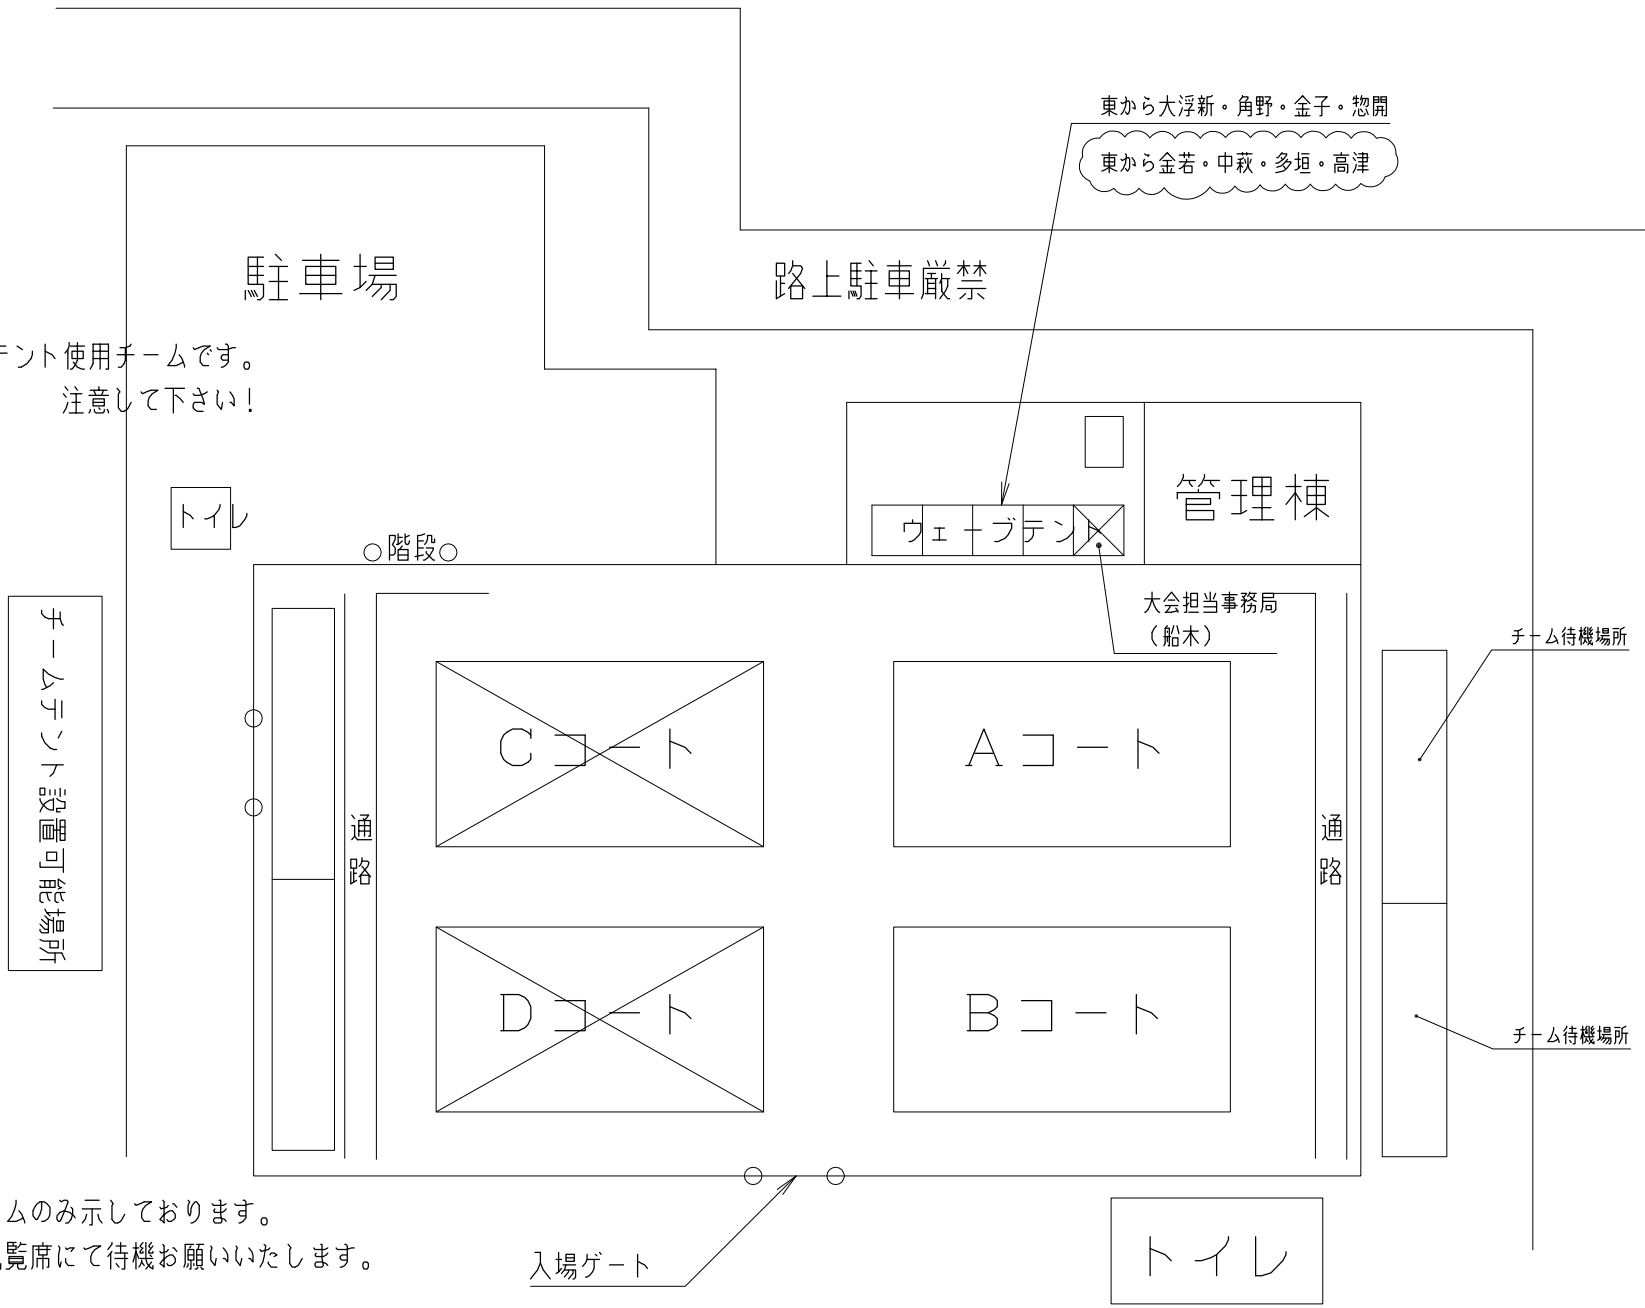 東から大浮新・角野・金子・惣開
東から金若・中萩・多垣・高津
駐車場
路上駐車厳禁
テント使用チームです。
注意して下さい！
管理棟
トイレ
ウェーブテント
○階段○
大会担当事務局
（船木）
チーム待機場所
チームテント設置可能場所
Cコート
Aコート
通路
通路
Dコート
Bコート
チーム待機場所
ムのみ示しております。
覧席にて待機お願いいたします。
入場ゲート
トイレ